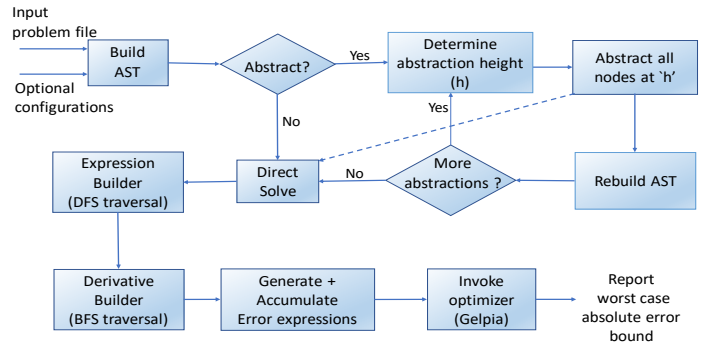 Input
problem file
Optional
configurations
Build
AST
Abstract?
Yes
No
Determine
abstraction height
(h)
Abstract all
nodes at `h'
Rebuild AST
More
abstractions ?
Yes
No
Direct
Solve
Expression
Builder
(DFS traversal)
Derivative
Builder
(BFS traversal)
Generate +
Accumulate
Error expressions
Invoke
optimizer
(Gelpia)
Report
worst case
absolute error
bound